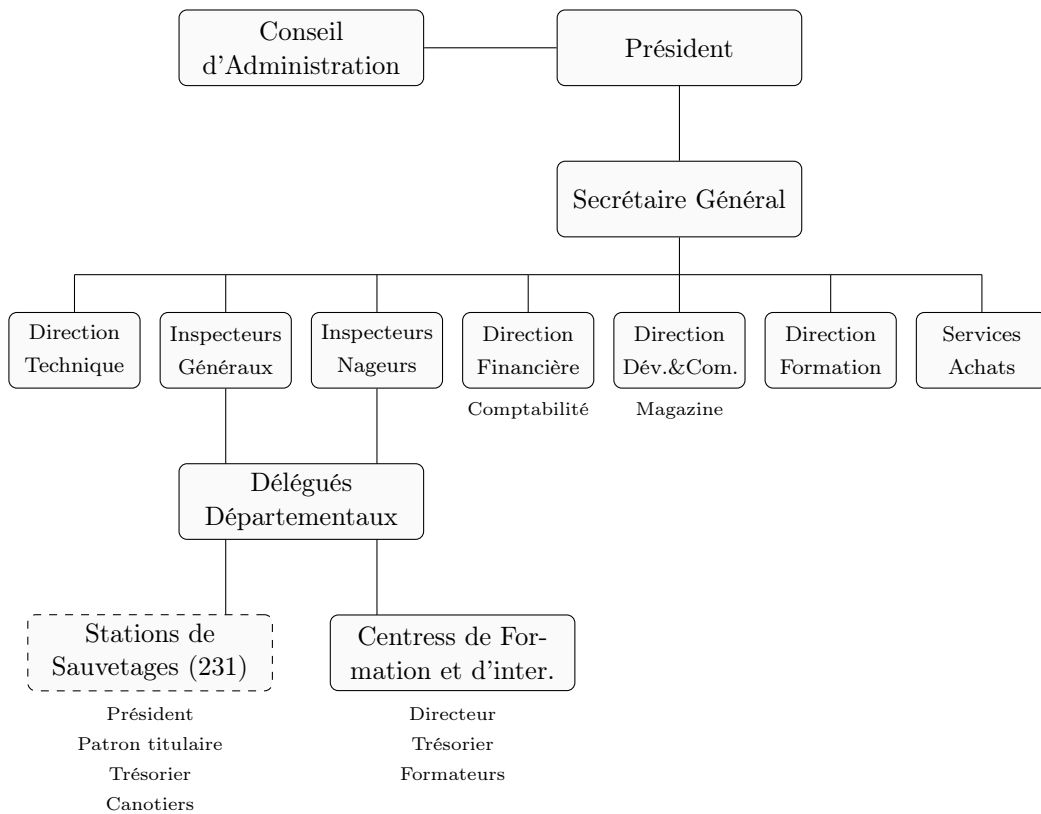 Conseil
d'Administration
Président
Secrétaire Général
Direction
Technique
Inspecteurs
Généraux
Inspecteurs
Nageurs
Direction
Financière
Direction
Dév.&Com.
Direction
Formation
Services
Achats
Comptabilité
Magazine
Délégués
Départementaux
Stations de
Sauvetages (231)
Centress de For-
mation et d'inter.
Président
Patron titulaire
Trésorier
Canotiers
Directeur
Trésorier
Formateurs